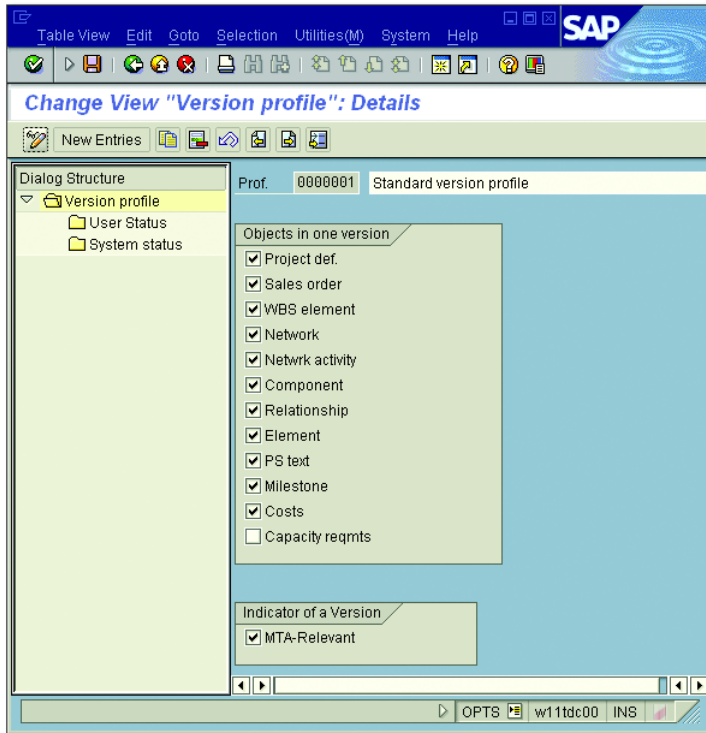 Table View Edit Goto Selection Utilities(M) System Help
SAP
Change View "Version profile": Details
New Entries
Dialog Structure
Version profile
User Status
System status
Prof. 0000001 Standard version profile
Objects in one version
Project def.
Sales order
WBS element
Network
Netwrk activity
Component
Relationship
Element
PS text
Milestone
Costs
Capacity reqmts
Indicator of a Version
MTA-Relevant
OPTS w11tdc00 INS